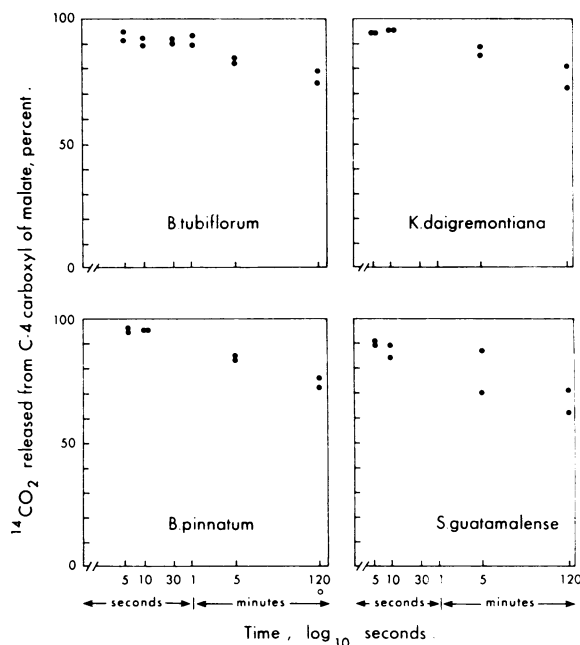 ¹⁴CO₂ released from C-4 carboxyl of malate, percent.
100
50
0
B.tubiflorum
K.daigremontiana
100
50
0
B.pinnatum
S.guatamalense
5 10 30 1 5 120 5 10 30 1 5 120
seconds minutes seconds minutes
Time, log₁₀ seconds.